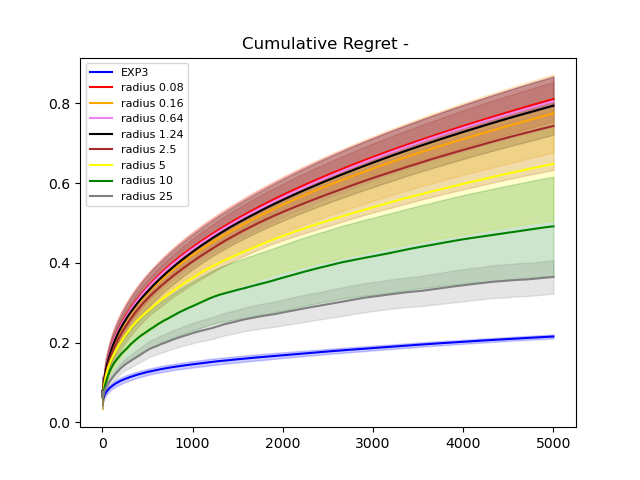 Cumulative Regret -
EXP3
radius 0.08
radius 0.16
radius 0.64
radius 1.24
radius 2.5
radius 5
radius 10
radius 25
0.8
0.6
0.4
0.2
0.0
0 1000 2000 3000 4000 5000